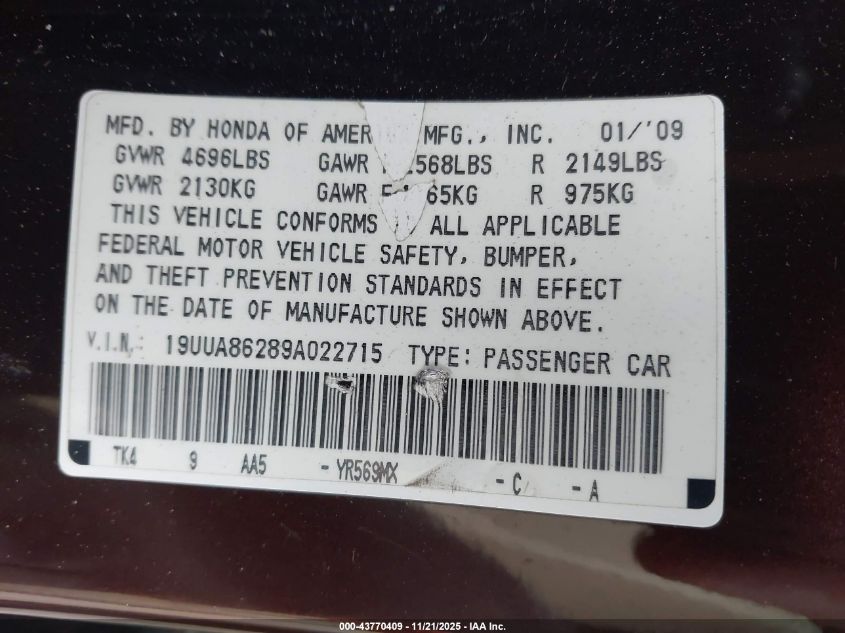 MFD. BY HONDA OF AMER MFG., INC. 01/'09
GVWR 4696LBS GAWR 568LBS R 2149LBS
GVWR 2130KG GAWR 65KG R 975KG
THIS VEHICLE CONFORMS ALL APPLICABLE
FEDERAL MOTOR VEHICLE SAFETY, BUMPER,
AND THEFT PREVENTION STANDARDS IN EFFECT
ON THE DATE OF MANUFACTURE SHOWN ABOVE.
V.I.N.: 19UUA86289A022715 TYPE: PASSENGER CAR
TK4 9 AA5 - YR569MX - C - A
000-43770409 - 11/21/2025 - IAA Inc.